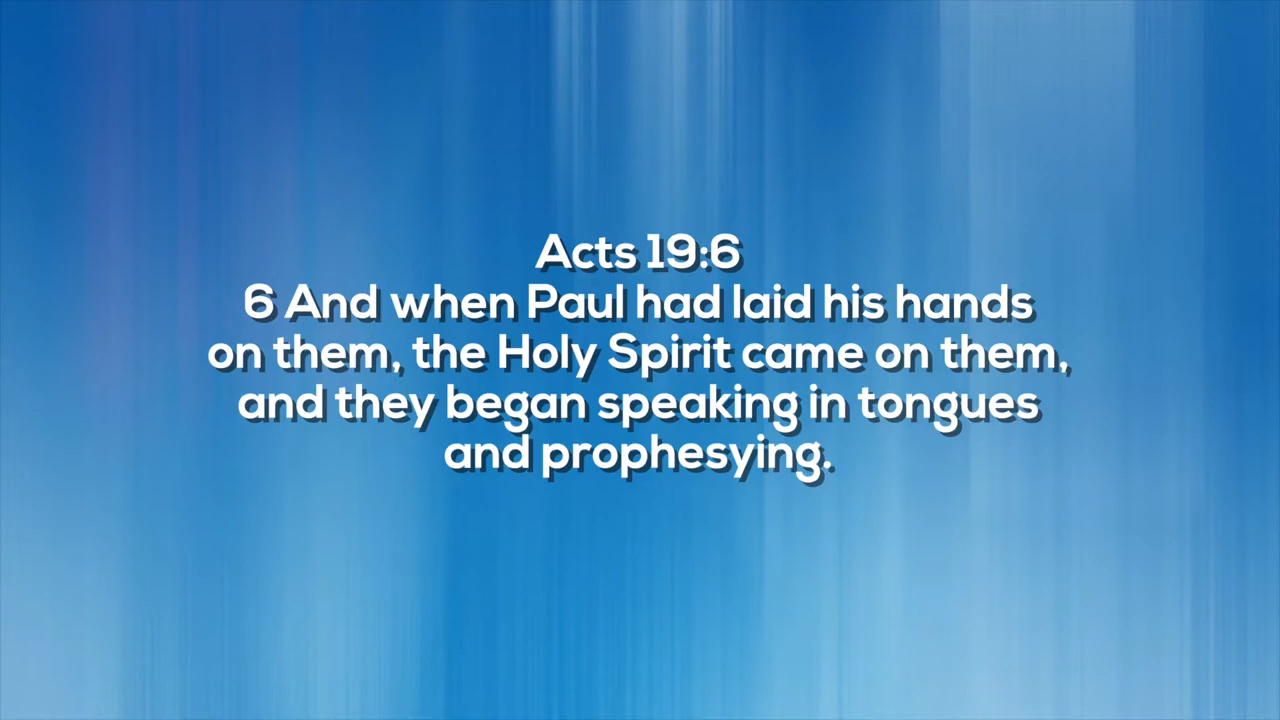 Acts 19:6
6 And when Paul had laid his hands
on them, the Holy Spirit came on them,
and they began speaking in tongues
and prophesying.